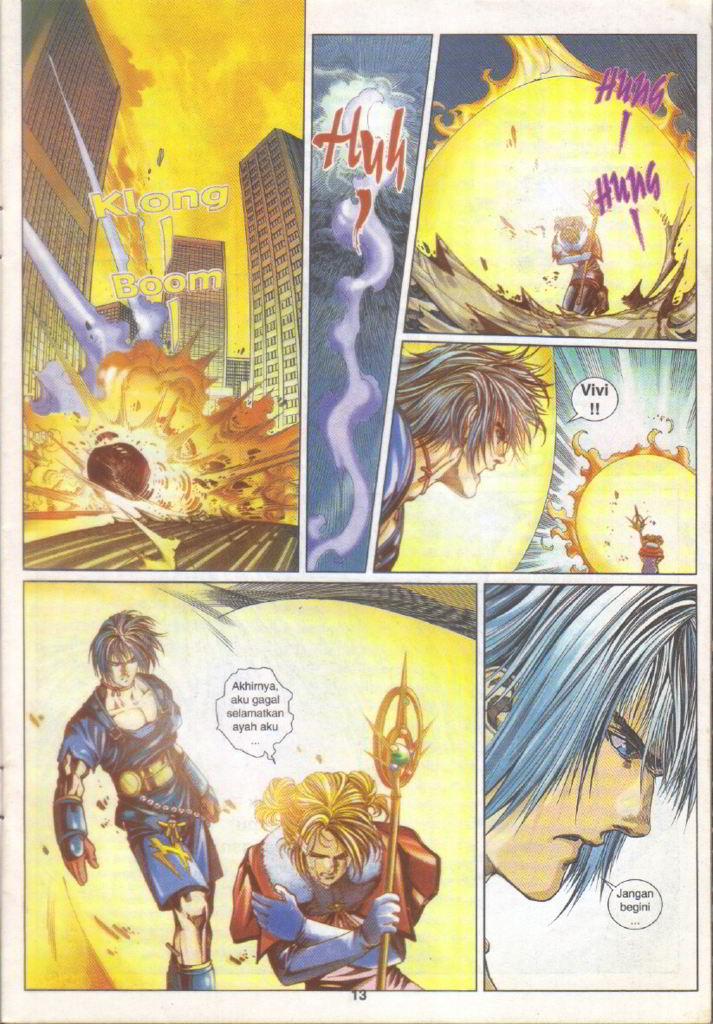 Klong
Boom
Huh
Hung
Hung
Vivi
!!
Akhirnya,
aku gagal
selamatkan
ayah aku
...
Jangan
begini
...
13